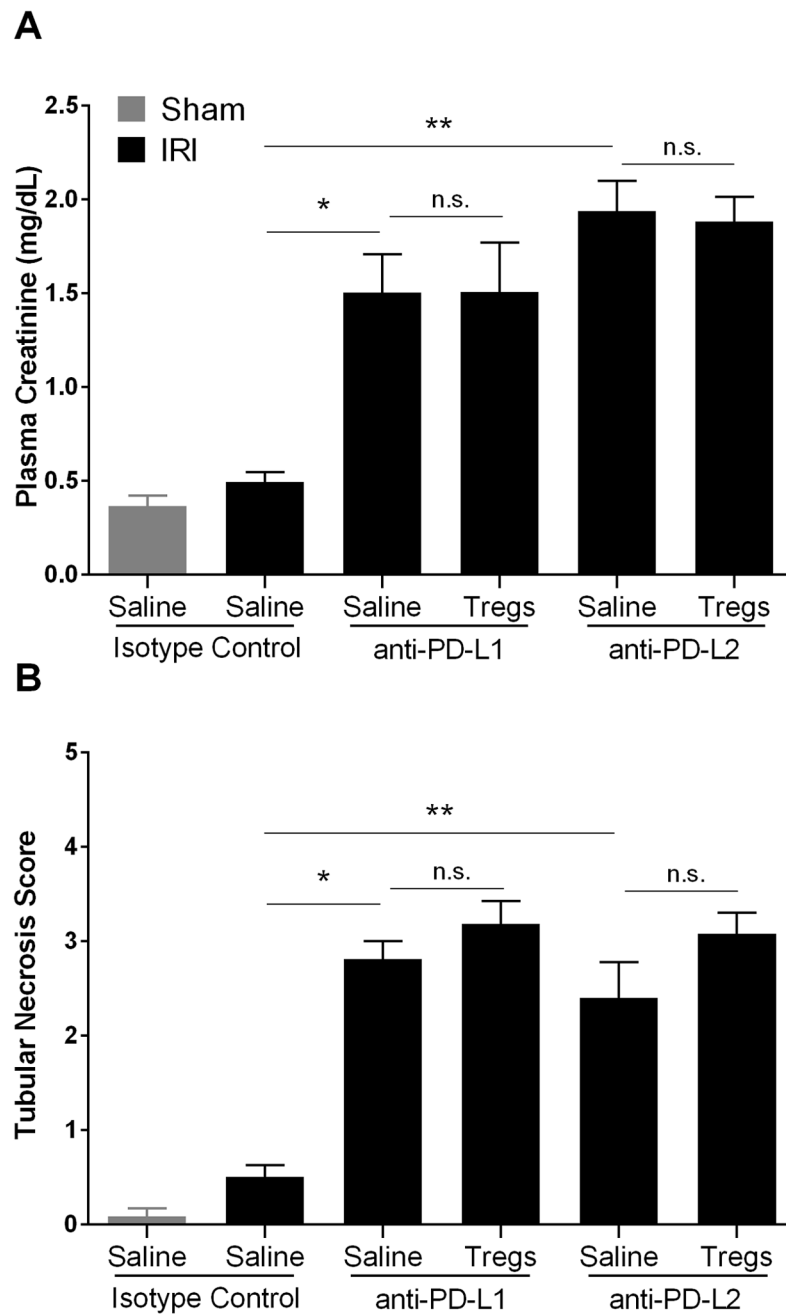 A
Sham
IRI
2.5
2.0
1.5
1.0
0.5
0.0
Plasma Creatinine (mg/dL)
*
n.s.
**
n.s.
Saline Saline Saline Tregs Saline Tregs
Isotype Control anti-PD-L1 anti-PD-L2
B
5
4
3
2
1
0
Tubular Necrosis Score
*
n.s.
**
n.s.
Saline Saline Saline Tregs Saline Tregs
Isotype Control anti-PD-L1 anti-PD-L2